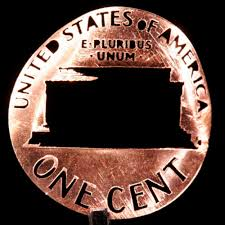 UNITED STATES OF AMERICA
E·PLURIBUS
·UNUM·
ONE CENT